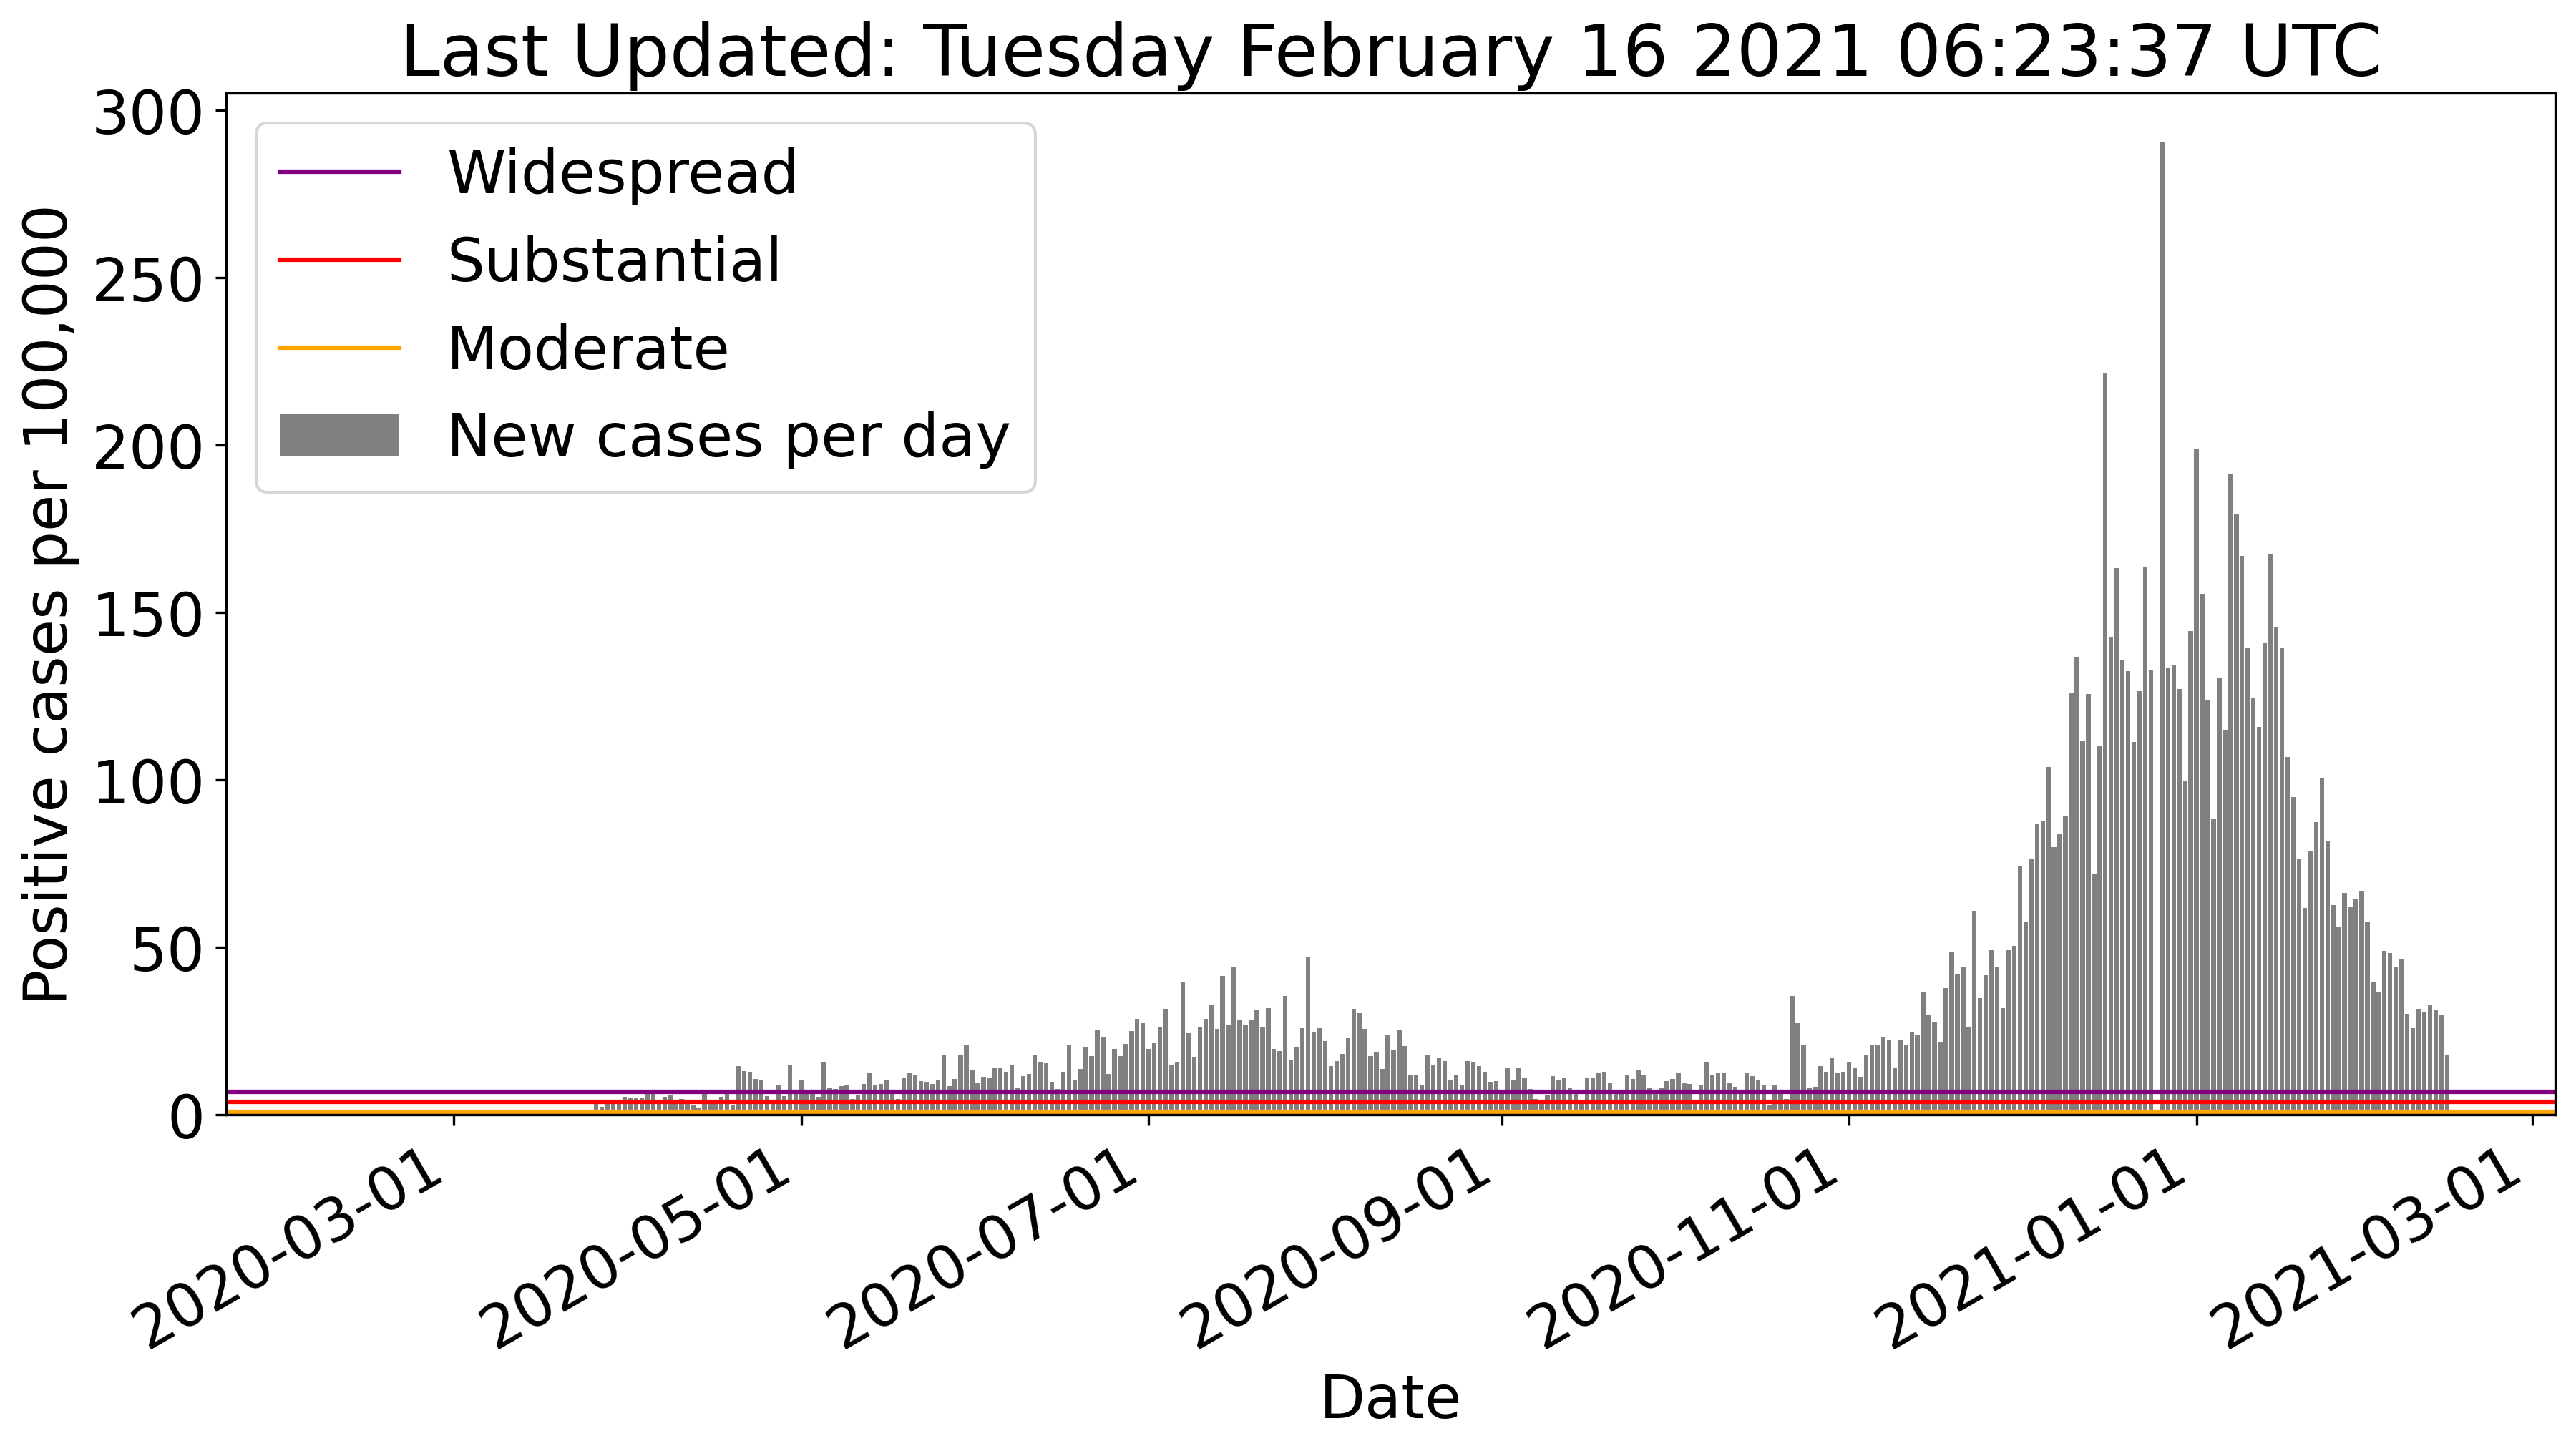 Last Updated: Tuesday February 16 2021 06:23:37 UTC
300
250
200
150
100
50
0
Positive cases per 100,000
Widespread
Substantial
Moderate
New cases per day
2020-03-01
2020-05-01
2020-07-01
2020-09-01
2020-11-01
2021-01-01
2021-03-01
Date